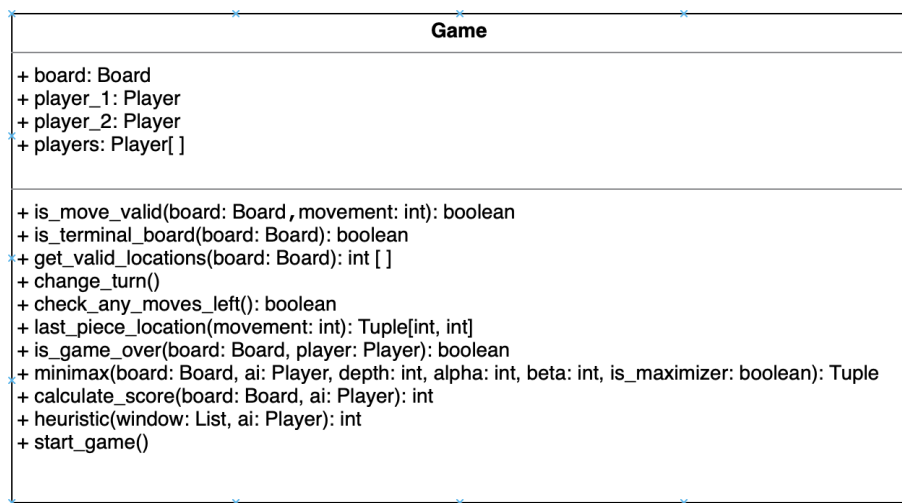 Game
+ board: Board
+ player_1: Player
+ player_2: Player
+ players: Player[ ]
+ is_move_valid(board: Board, movement: int): boolean
+ is_terminal_board(board: Board): boolean
+ get_valid_locations(board: Board): int [ ]
+ change_turn()
+ check_any_moves_left(): boolean
+ last_piece_location(movement: int): Tuple[int, int]
+ is_game_over(board: Board, player: Player): boolean
+ minimax(board: Board, ai: Player, depth: int, alpha: int, beta: int, is_maximizer: boolean): Tuple
+ calculate_score(board: Board, ai: Player): int
+ heuristic(window: List, ai: Player): int
+ start_game()